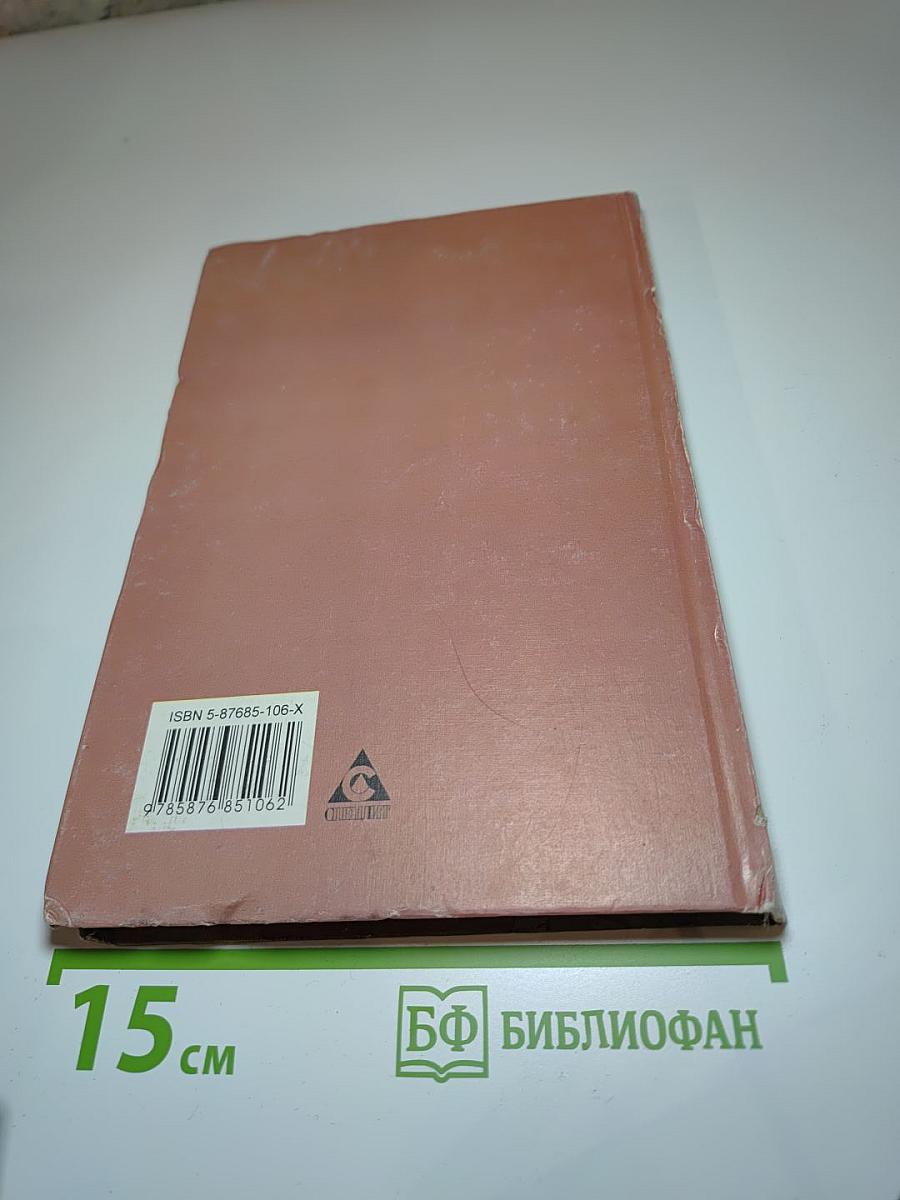 ISBN 5-87685-106-X
9785876851062
С
СПЕЦЛИТ
15 см
БФ БИБЛИОФАН